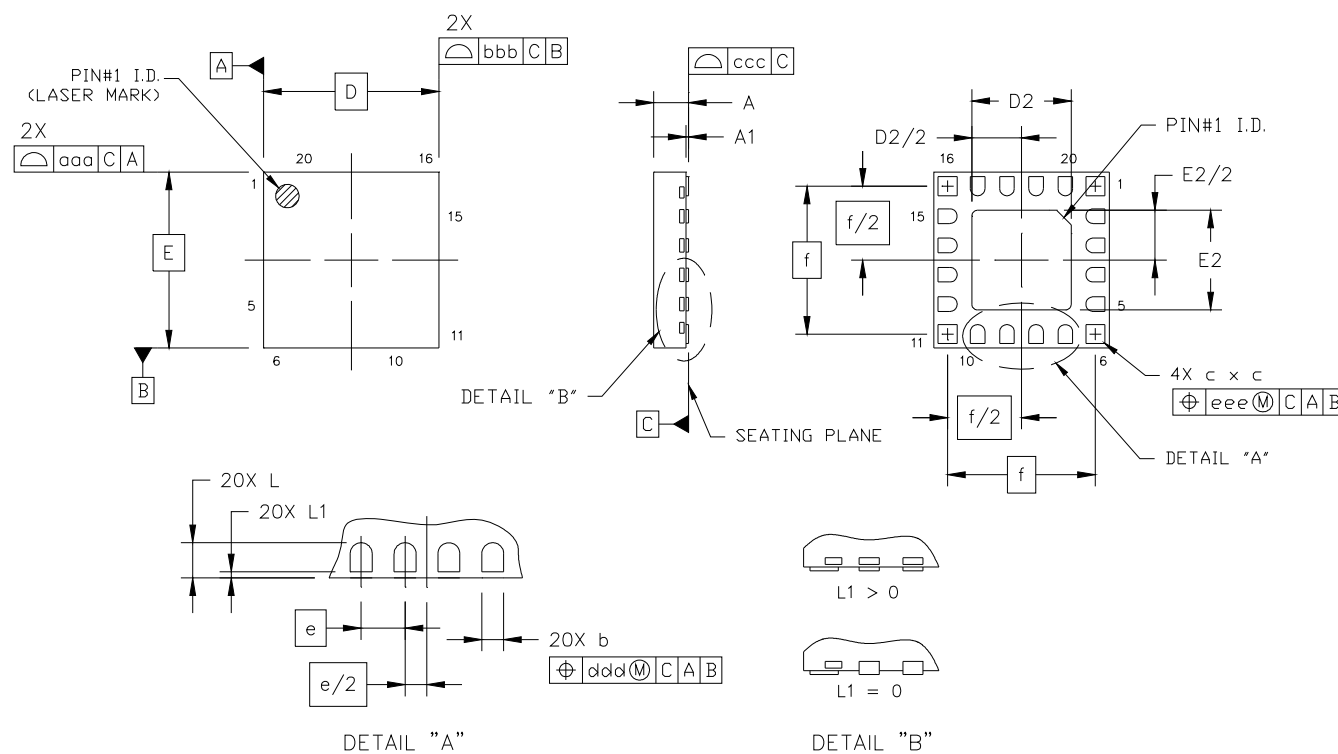 2X
⌓ bbb C B
A
D
PIN#1 I.D.
(LASER MARK)
2X
⌓ aaa C A
20
16
1
15
E
5
11
6
10
B
⌓ ccc C
A
A1
DETAIL "B"
C
SEATING PLANE
D2
D2/2
PIN#1 I.D.
16
20
1
E2/2
15
f/2
f
E2
5
11
10
6
4X c x c
⌖ eee Ⓜ C A B
f/2
DETAIL "A"
f
20X L
20X L1
e
20X b
⌖ ddd Ⓜ C A B
e/2
DETAIL "A"
L1 > 0
L1 = 0
DETAIL "B"